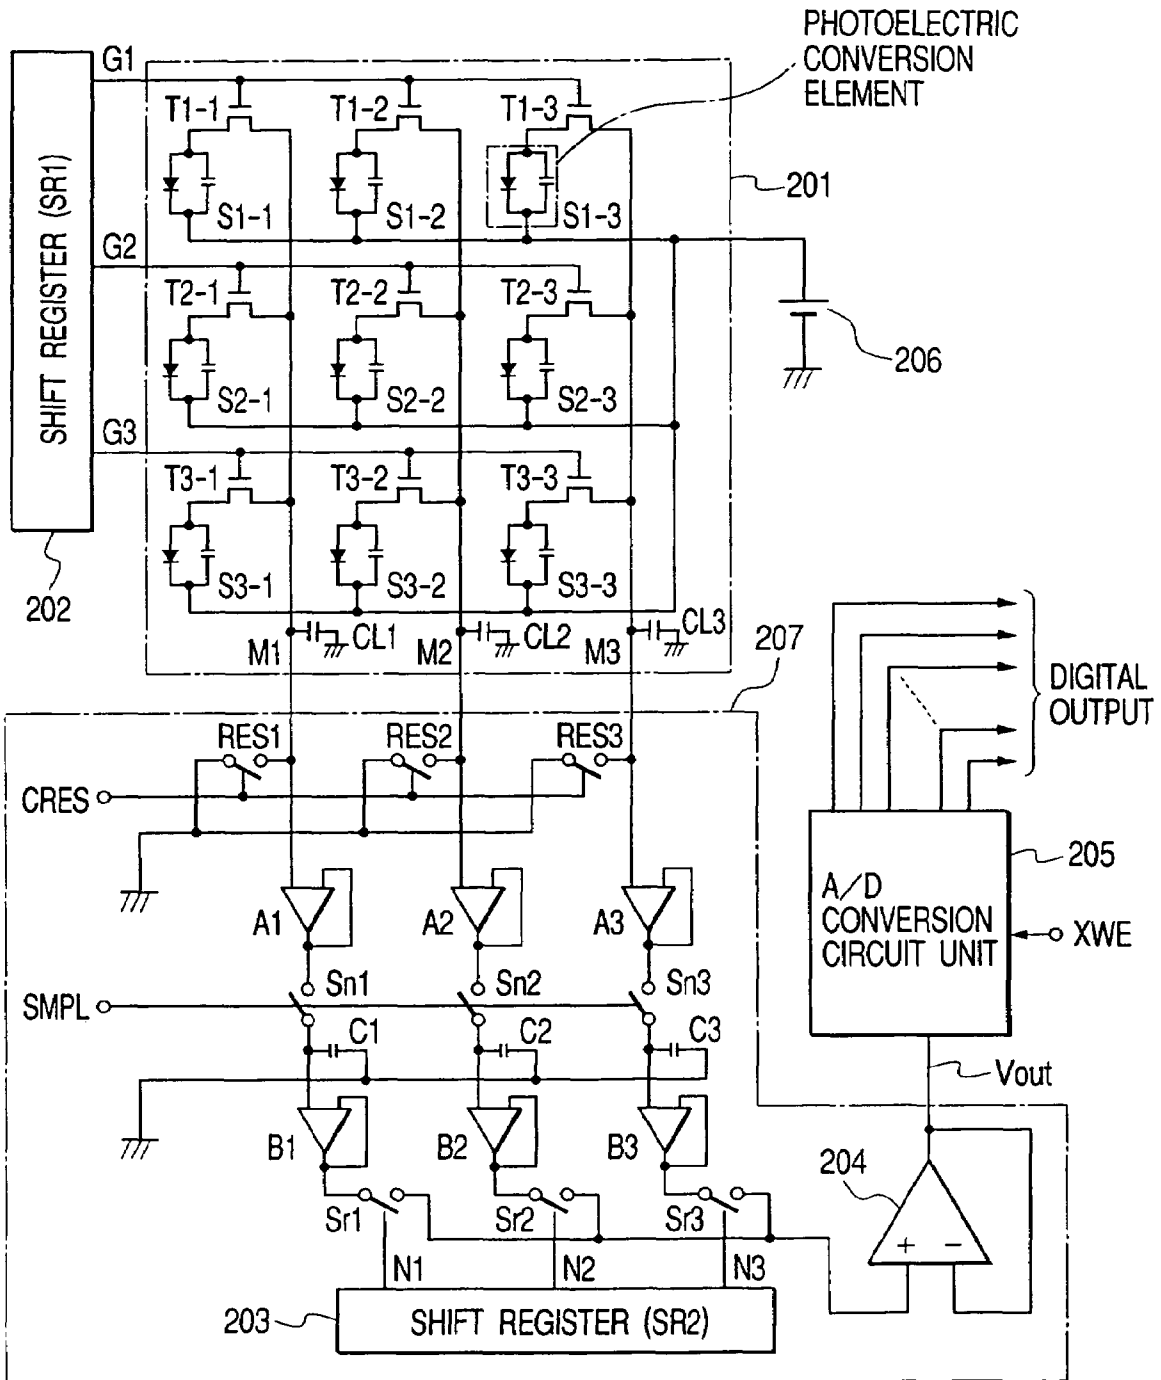 PHOTOELECTRIC
CONVERSION
ELEMENT
G1
T1-1
T1-2
T1-3
S1-1
S1-2
S1-3
201
SHIFT REGISTER (SR1)
G2
T2-1
T2-2
T2-3
S2-1
S2-2
S2-3
206
G3
T3-1
T3-2
T3-3
S3-1
S3-2
S3-3
202
M1
CL1
M2
CL2
M3
CL3
207
DIGITAL
OUTPUT
RES1
RES2
RES3
CRES
205
A/D
CONVERSION
CIRCUIT UNIT
XWE
A1
A2
A3
Sn1
Sn2
Sn3
SMPL
C1
C2
C3
Vout
B1
B2
B3
204
+
−
Sr1
Sr2
Sr3
N1
N2
N3
203
SHIFT REGISTER (SR2)